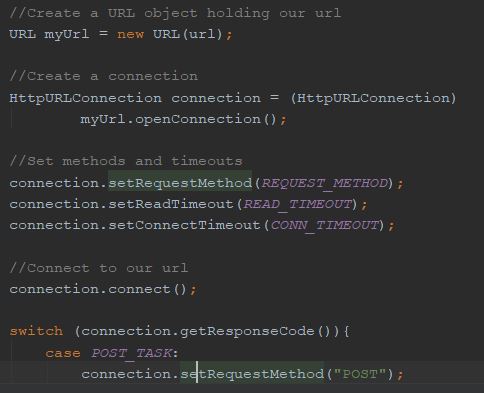 //Create a URL object holding our url
URL myUrl = new URL(url);
//Create a connection
HttpURLConnection connection = (HttpURLConnection)
myUrl.openConnection();
//Set methods and timeouts
connection.setRequestMethod(REQUEST_METHOD);
connection.setReadTimeout(READ_TIMEOUT);
connection.setConnectTimeout(CONN_TIMEOUT);
//Connect to our url
connection.connect();
switch (connection.getResponseCode()){
case POST_TASK:
connection.setRequestMethod("POST");